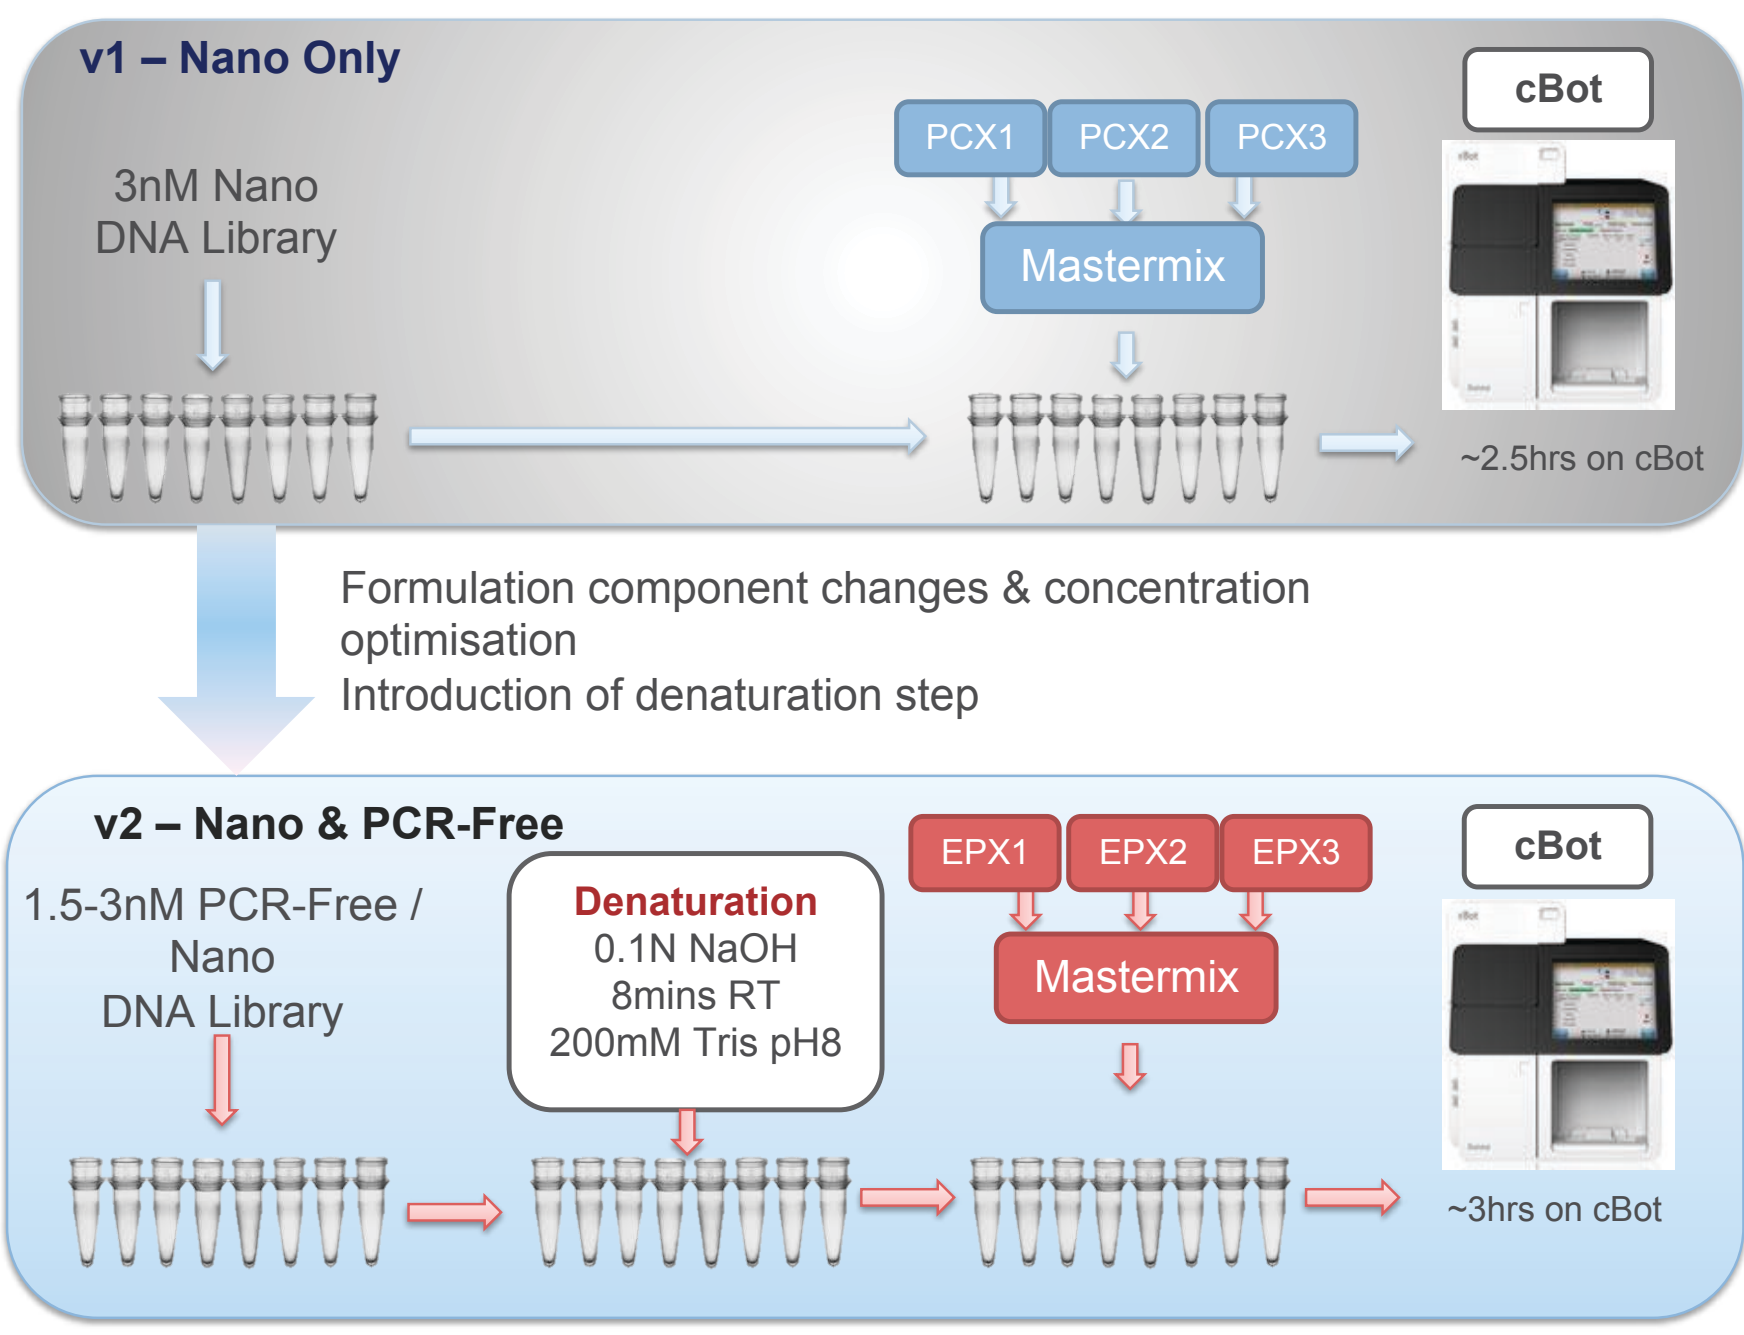 v1 – Nano Only
3nM Nano
DNA Library
PCX1
PCX2
PCX3
Mastermix
cBot
cBot
~2.5hrs on cBot
Formulation component changes & concentration
optimisation
Introduction of denaturation step
v2 – Nano & PCR-Free
1.5-3nM PCR-Free /
Nano
DNA Library
Denaturation
0.1N NaOH
8mins RT
200mM Tris pH8
EPX1
EPX2
EPX3
Mastermix
cBot
cBot
~3hrs on cBot